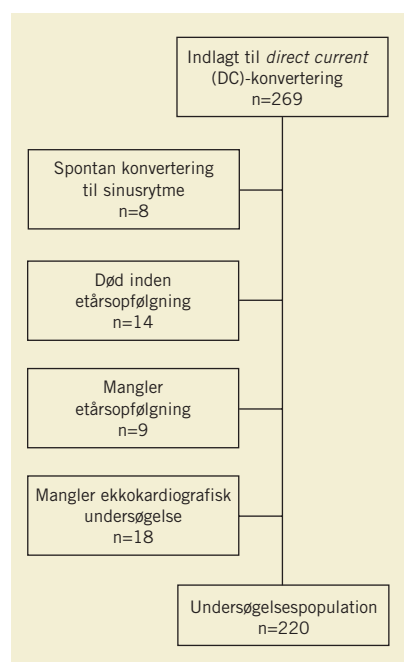 Indlagt til direct current
(DC)-konvertering
n=269
Spontan konvertering
til sinusrytme
n=8
Død inden
etårsopfølgning
n=14
Mangler
etårsopfølgning
n=9
Mangler ekkokardiografisk
undersøgelse
n=18
Undersøgelsespopulation
n=220